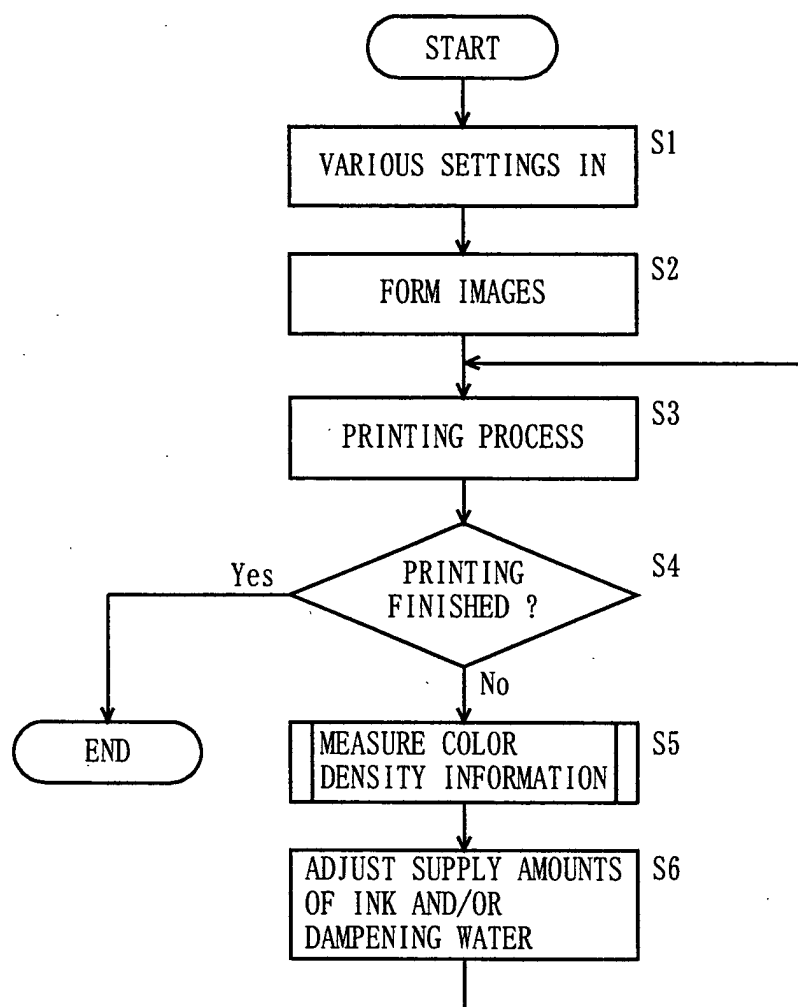 START
VARIOUS SETTINGS IN
S1
FORM IMAGES
S2
PRINTING PROCESS
S3
PRINTING
FINISHED ?
S4
Yes
No
END
MEASURE COLOR
DENSITY INFORMATION
S5
ADJUST SUPPLY AMOUNTS
OF INK AND/OR
DAMPENING WATER
S6